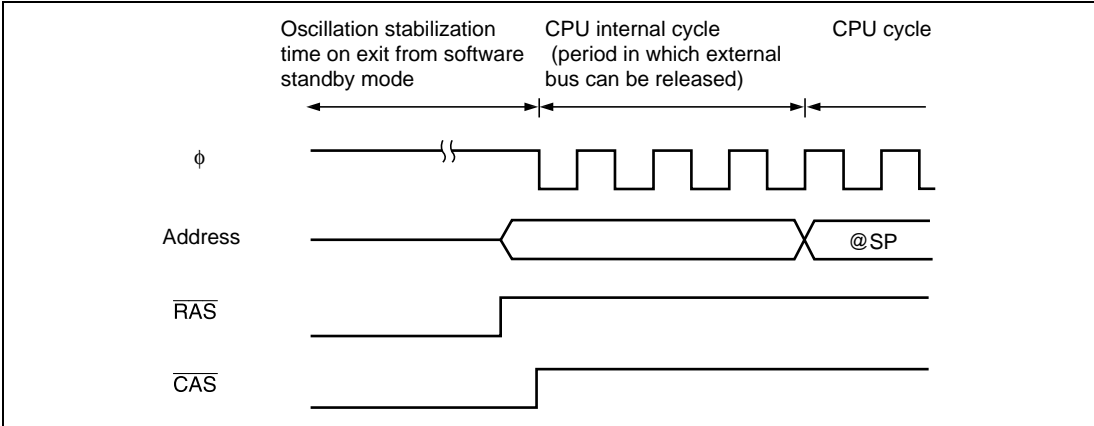 Oscillation stabilization
time on exit from software
standby mode
CPU internal cycle
(period in which external
bus can be released)
CPU cycle
φ
Address
@SP
RAS
CAS